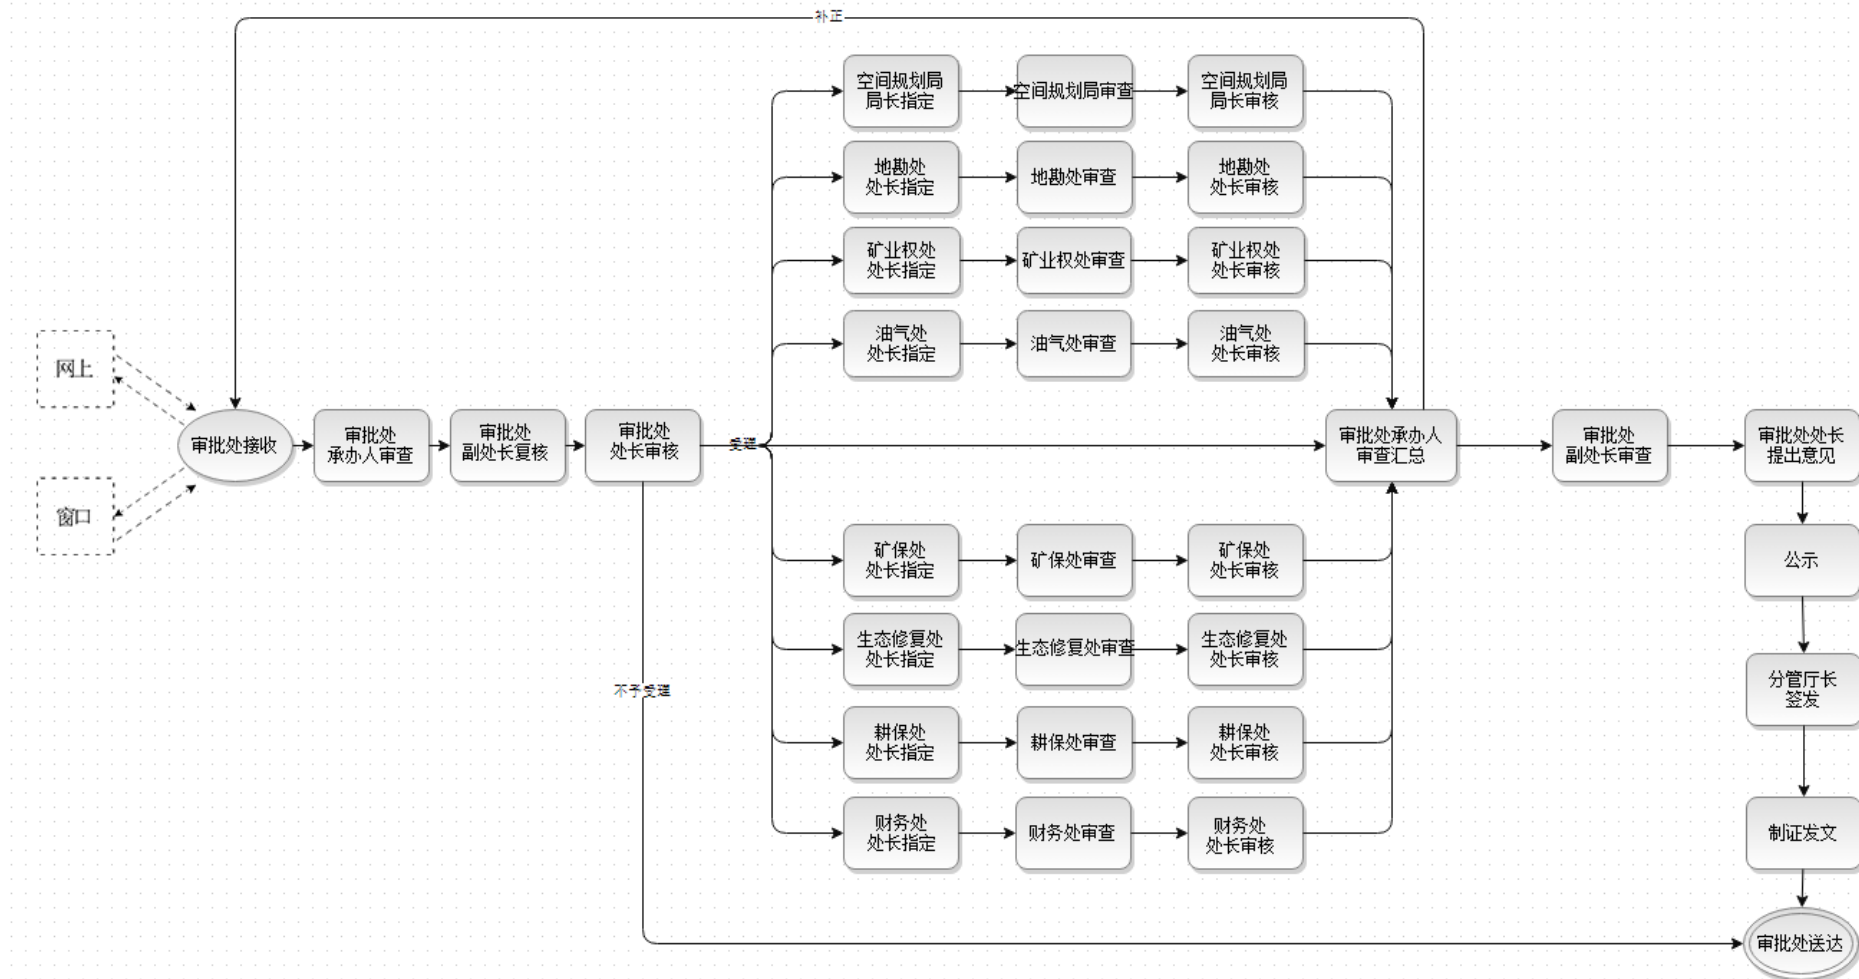 补正
空间规划局
局长指定
空间规划局审查
空间规划局
局长审核
地勘处
处长指定
地勘处审查
地勘处
处长审核
矿业权处
处长指定
矿业权处审查
矿业权处
处长审核
油气处
处长指定
油气处审查
油气处
处长审核
网上
窗口
审批处接收
审批处
承办人审查
审批处
副处长复核
审批处
处长审核
受理
审批处承办人
审查汇总
审批处
副处长审查
审批处处长
提出意见
矿保处
处长指定
矿保处审查
矿保处
处长审核
公示
生态修复处
处长指定
生态修复处审查
生态修复处
处长审核
不予受理
分管厅长
签发
耕保处
处长指定
耕保处审查
耕保处
处长审核
财务处
处长指定
财务处审查
财务处
处长审核
制证发文
审批处送达